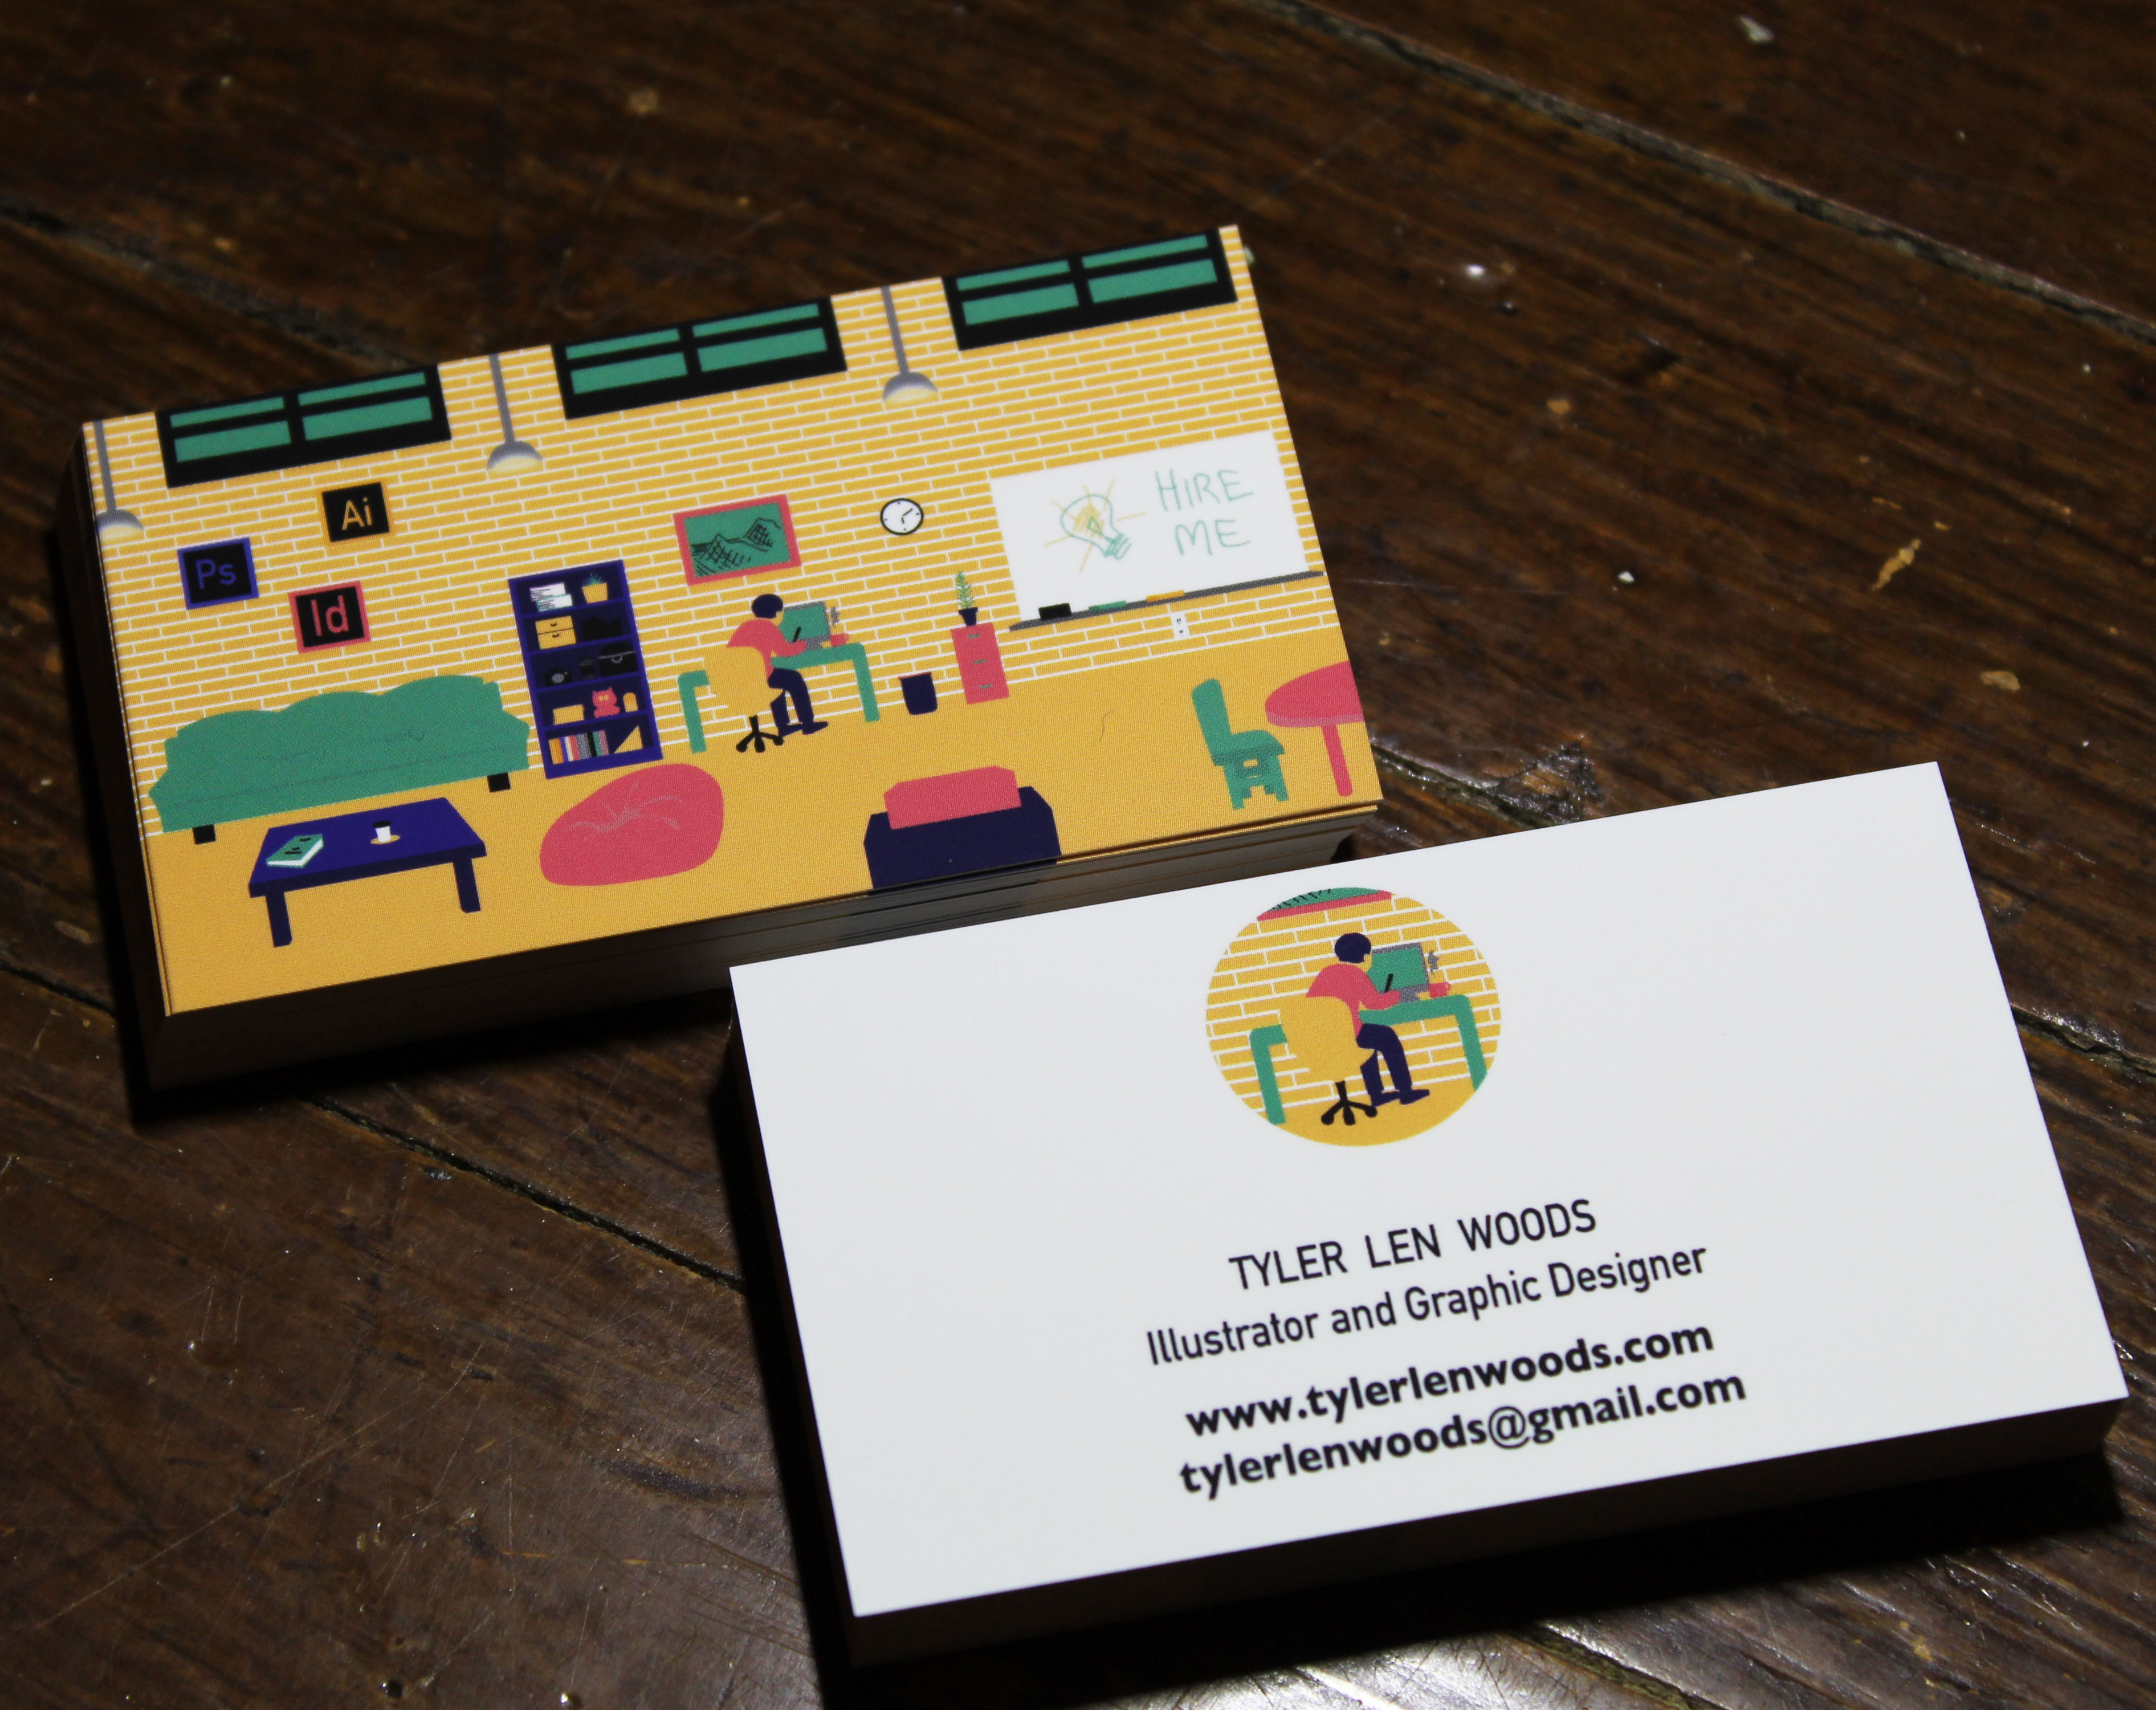 Ps
Ai
Id
HIRE
ME
TYLER LEN WOODS
Illustrator and Graphic Designer
www.tylerlenwoods.com
tylerlenwoods@gmail.com